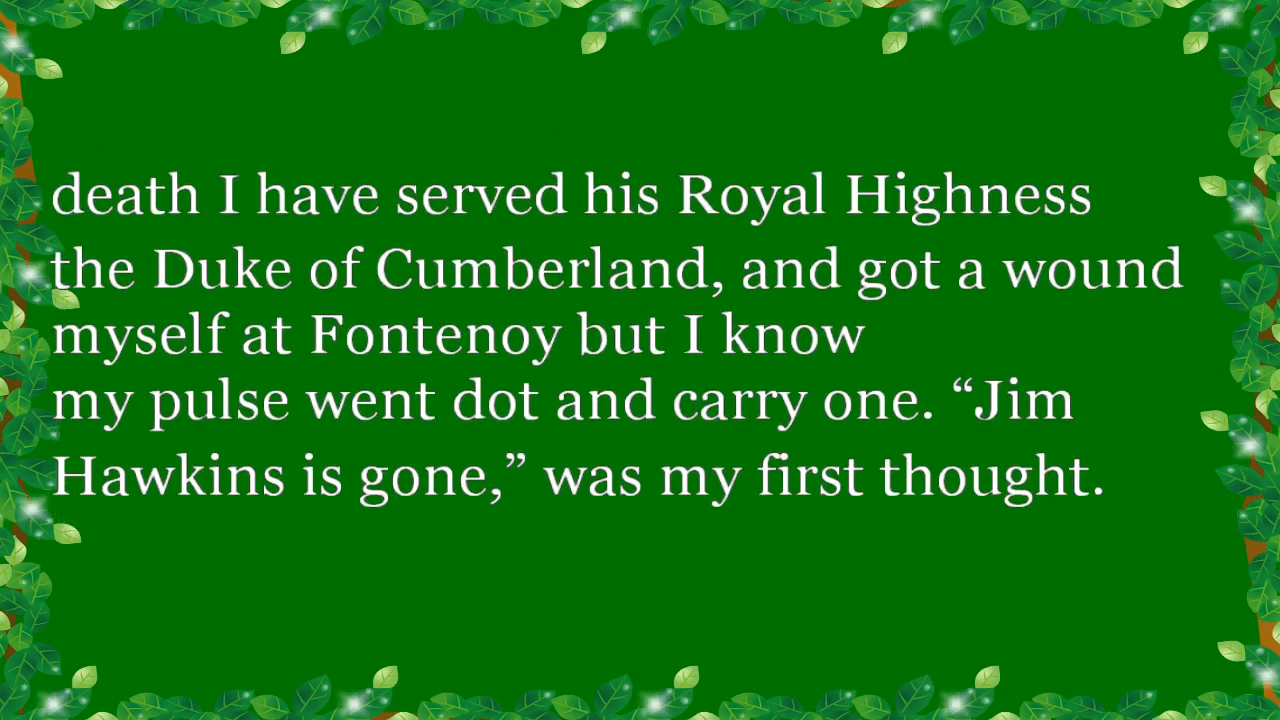 death I have served his Royal Highness
the Duke of Cumberland, and got a wound
myself at Fontenoy but I know
my pulse went dot and carry one. “Jim
Hawkins is gone,” was my first thought.